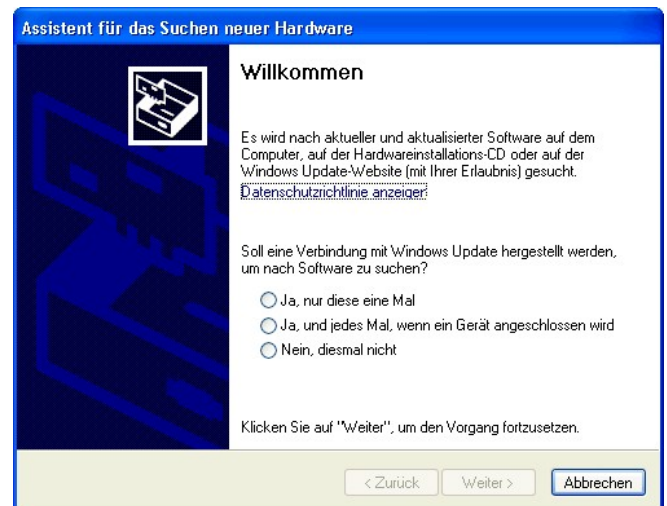 Assistent für das Suchen neuer Hardware
Willkommen
Es wird nach aktueller und aktualisierter Software auf dem
Computer, auf der Hardwareinstallations-CD oder auf der
Windows Update-Website (mit Ihrer Erlaubnis) gesucht.
Datenschutzrichtlinie anzeigen
Soll eine Verbindung mit Windows Update hergestellt werden,
um nach Software zu suchen?
Ja, nur diese eine Mal
Ja, und jedes Mal, wenn ein Gerät angeschlossen wird
Nein, diesmal nicht
Klicken Sie auf "Weiter", um den Vorgang fortzusetzen.
< Zurück Weiter > Abbrechen